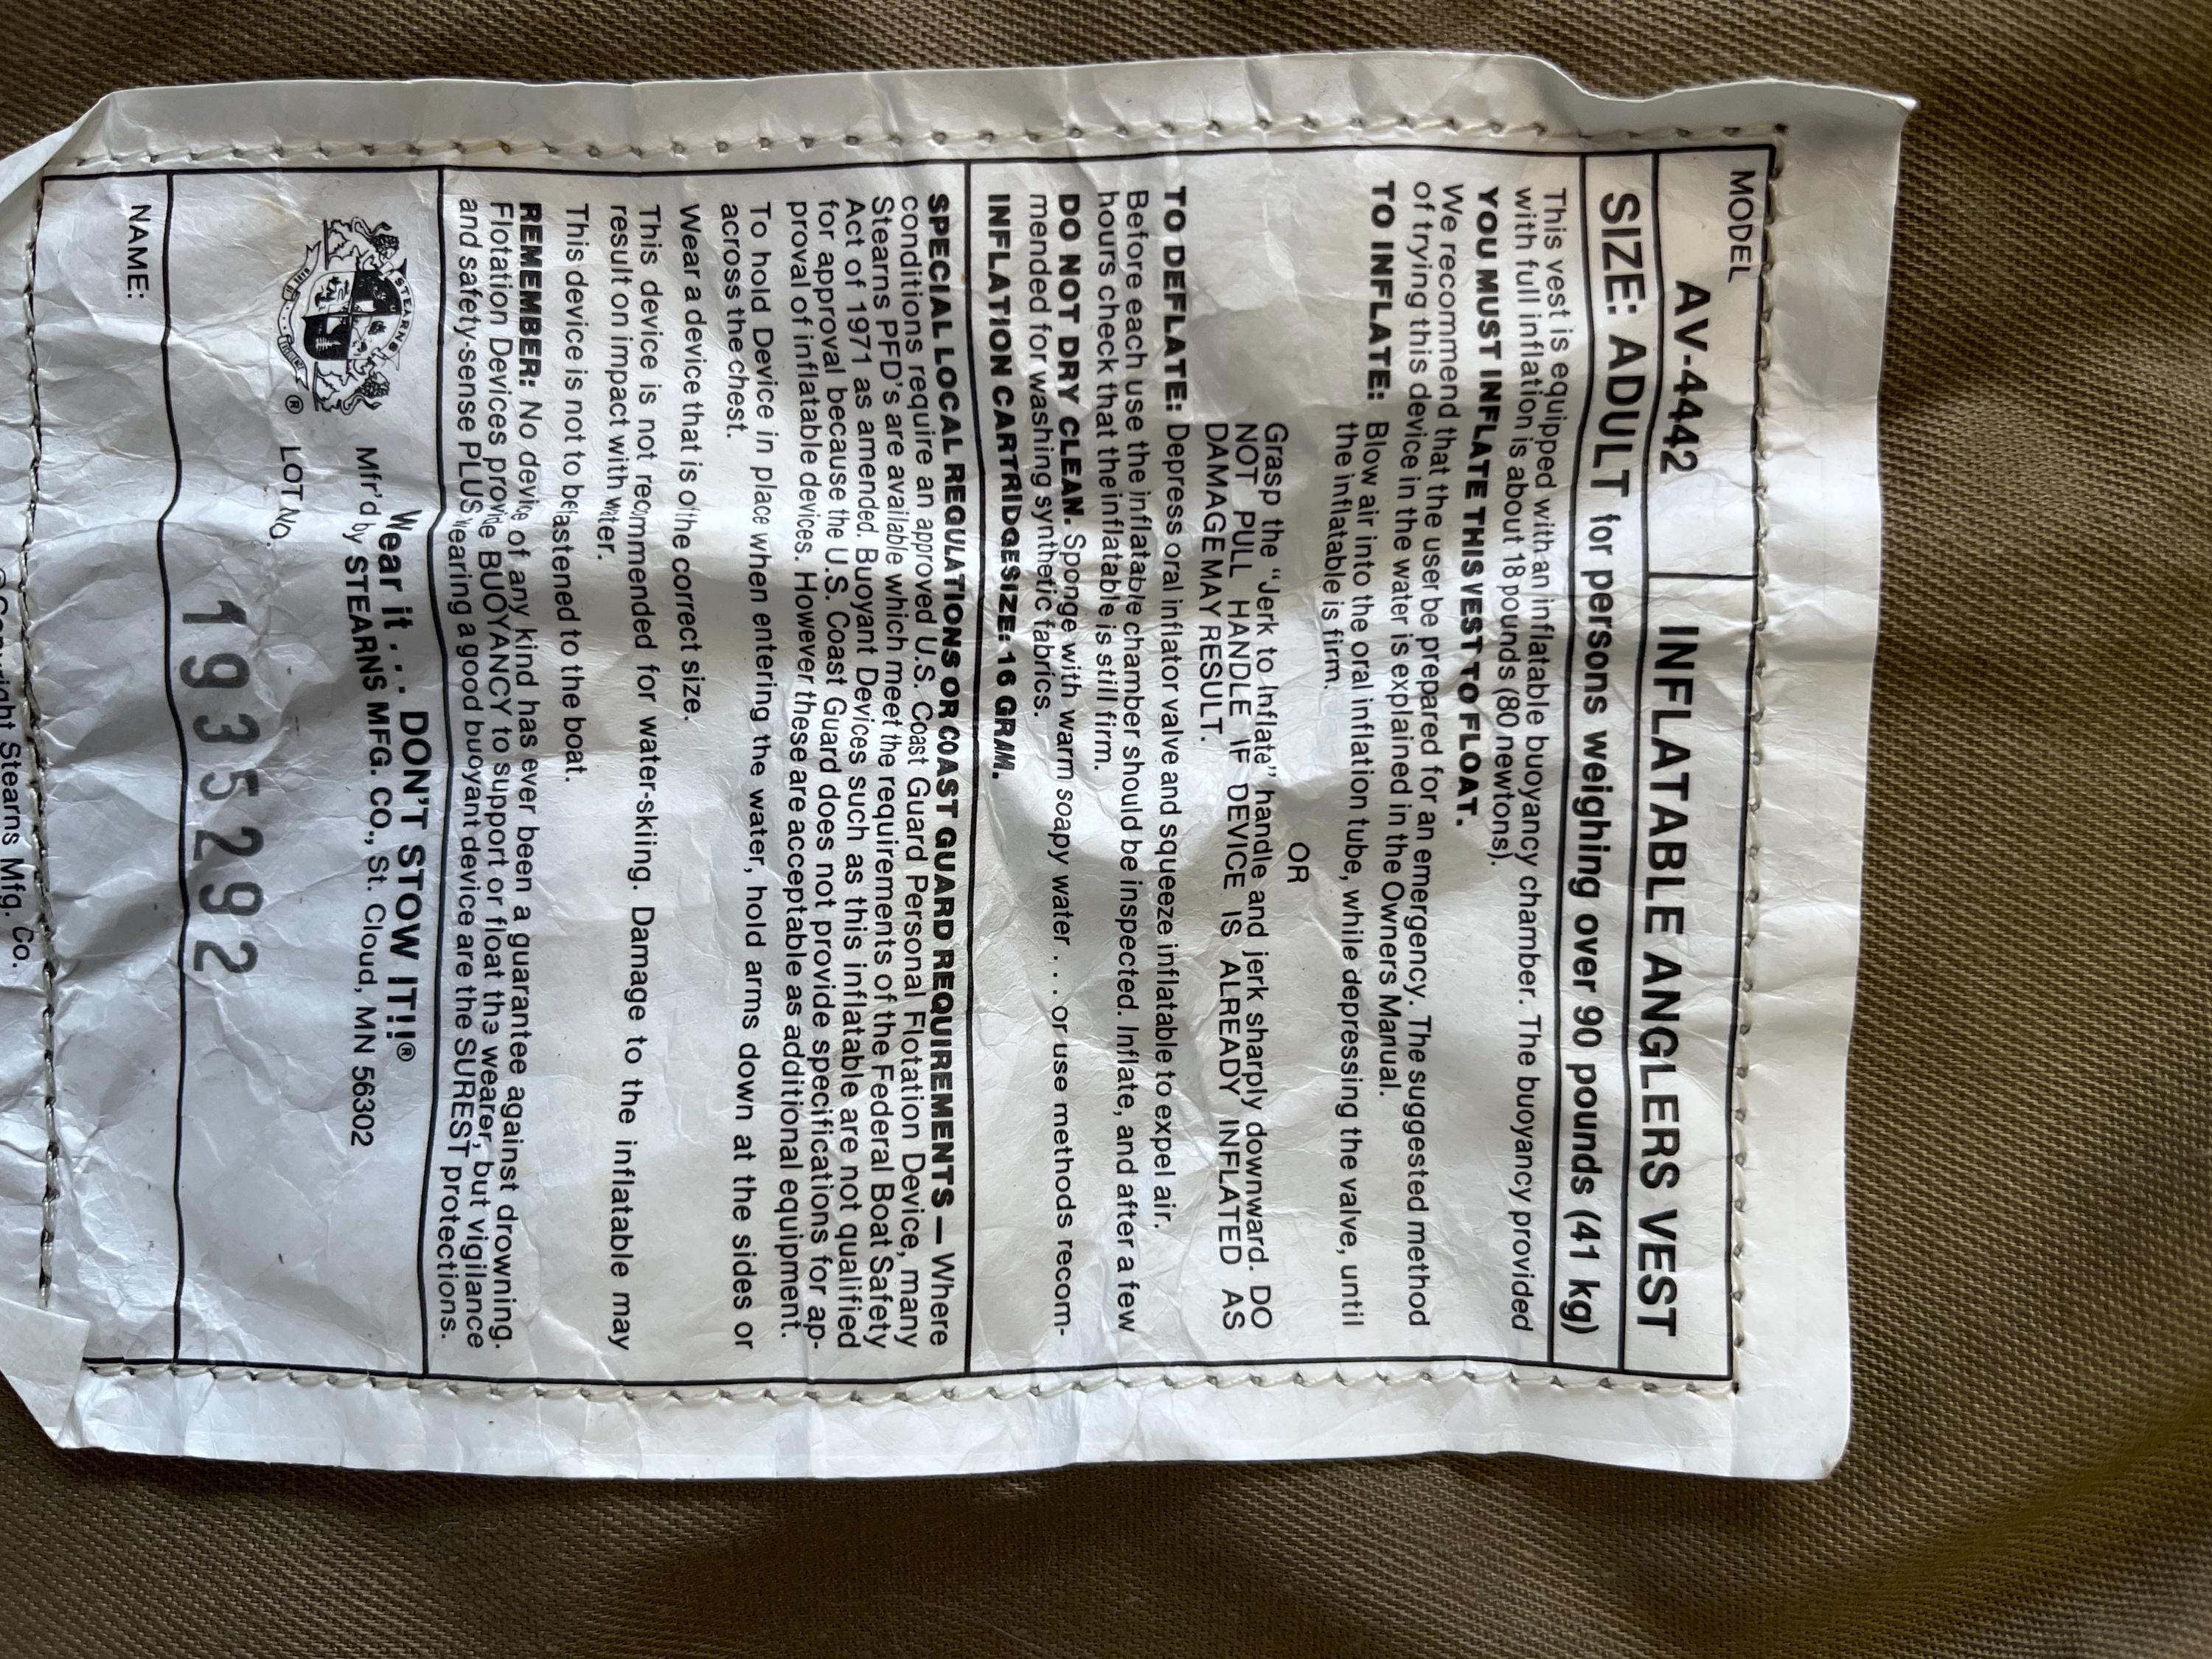 MODEL
AV-4442 INFLATABLE ANGLERS VEST
SIZE: ADULT for persons weighing over 90 pounds (41 kg)
This vest is equipped with an inflatable buoyancy chamber. The buoyancy provided
with full inflation is about 18 pounds (80 newtons).
YOU MUST INFLATE THIS VEST TO FLOAT.
We recommend that the user be prepared for an emergency. The suggested method
of trying this device in the water is explained in the Owners Manual.
TO INFLATE: Blow air into the oral inflation tube, while depressing the valve, until
the inflatable is firm.
OR
Grasp the "Jerk to Inflate" handle and jerk sharply downward. DO
NOT PULL HANDLE IF DEVICE IS ALREADY INFLATED AS
DAMAGE MAY RESULT.
TO DEFLATE: Depress oral inflator valve and squeeze inflatable to expel air.
Before each use the inflatable chamber should be inspected. Inflate, and after a few
hours check that the inflatable is still firm.
DO NOT DRY CLEAN. Sponge with warm soapy water . . . or use methods recom-
mended for washing synthetic fabrics.
INFLATION CARTRIDGE SIZE: 16 GRAM.
SPECIAL LOCAL REGULATIONS OR COAST GUARD REQUIREMENTS — Where
conditions require an approved U.S. Coast Guard Personal Flotation Device, many
Stearns PFD's are available which meet the requirements of the Federal Boat Safety
Act of 1971 as amended. Buoyant Devices such as this inflatable are not qualified
for approval because the U.S. Coast Guard does not provide specifications for ap-
proval of inflatable devices. However these are acceptable as additional equipment.
To hold Device in place when entering the water, hold arms down at the sides or
across the chest.
Wear a device that is o the correct size.
This device is not recommended for water-skiing. Damage to the inflatable may
result on impact with water.
This device is not to be astened to the boat.
REMEMBER: No device of any kind has ever been a guarantee against drowning.
Flotation Devices provide BUOYANCY to support or float the wearer, but vigilance
and safety-sense PLUS wearing a good buoyant device are the SUREST protections.
STEARNS
®
Wear it . . . DON'T STOW IT!!®
Mfr'd by STEARNS MFG. CO., St. Cloud, MN 56302
LOT No.
1935292
NAME:
Stearns Mfg. Co.